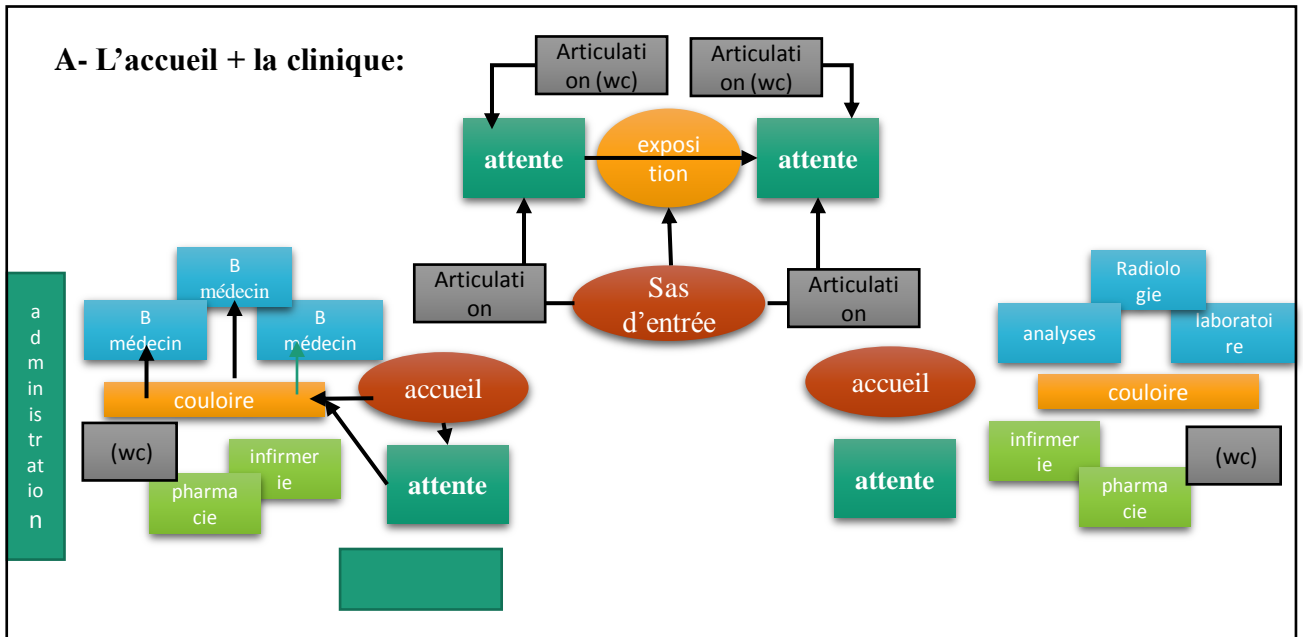 A- L'accueil + la clinique:
Articulati
on (wc)
Articulati
on (wc)
attente
exposi
tion
attente
Articulati
on
Sas
d'entrée
Articulati
on
a
d
m
in
is
tr
at
io
n
B
médecin
B
médecin
B
médecin
couloire
accueil
(wc)
infirmer
ie
pharma
cie
attente
accueil
attente
Radiolo
gie
analyses
laboratoi
re
couloire
infirmer
ie
pharma
cie
(wc)